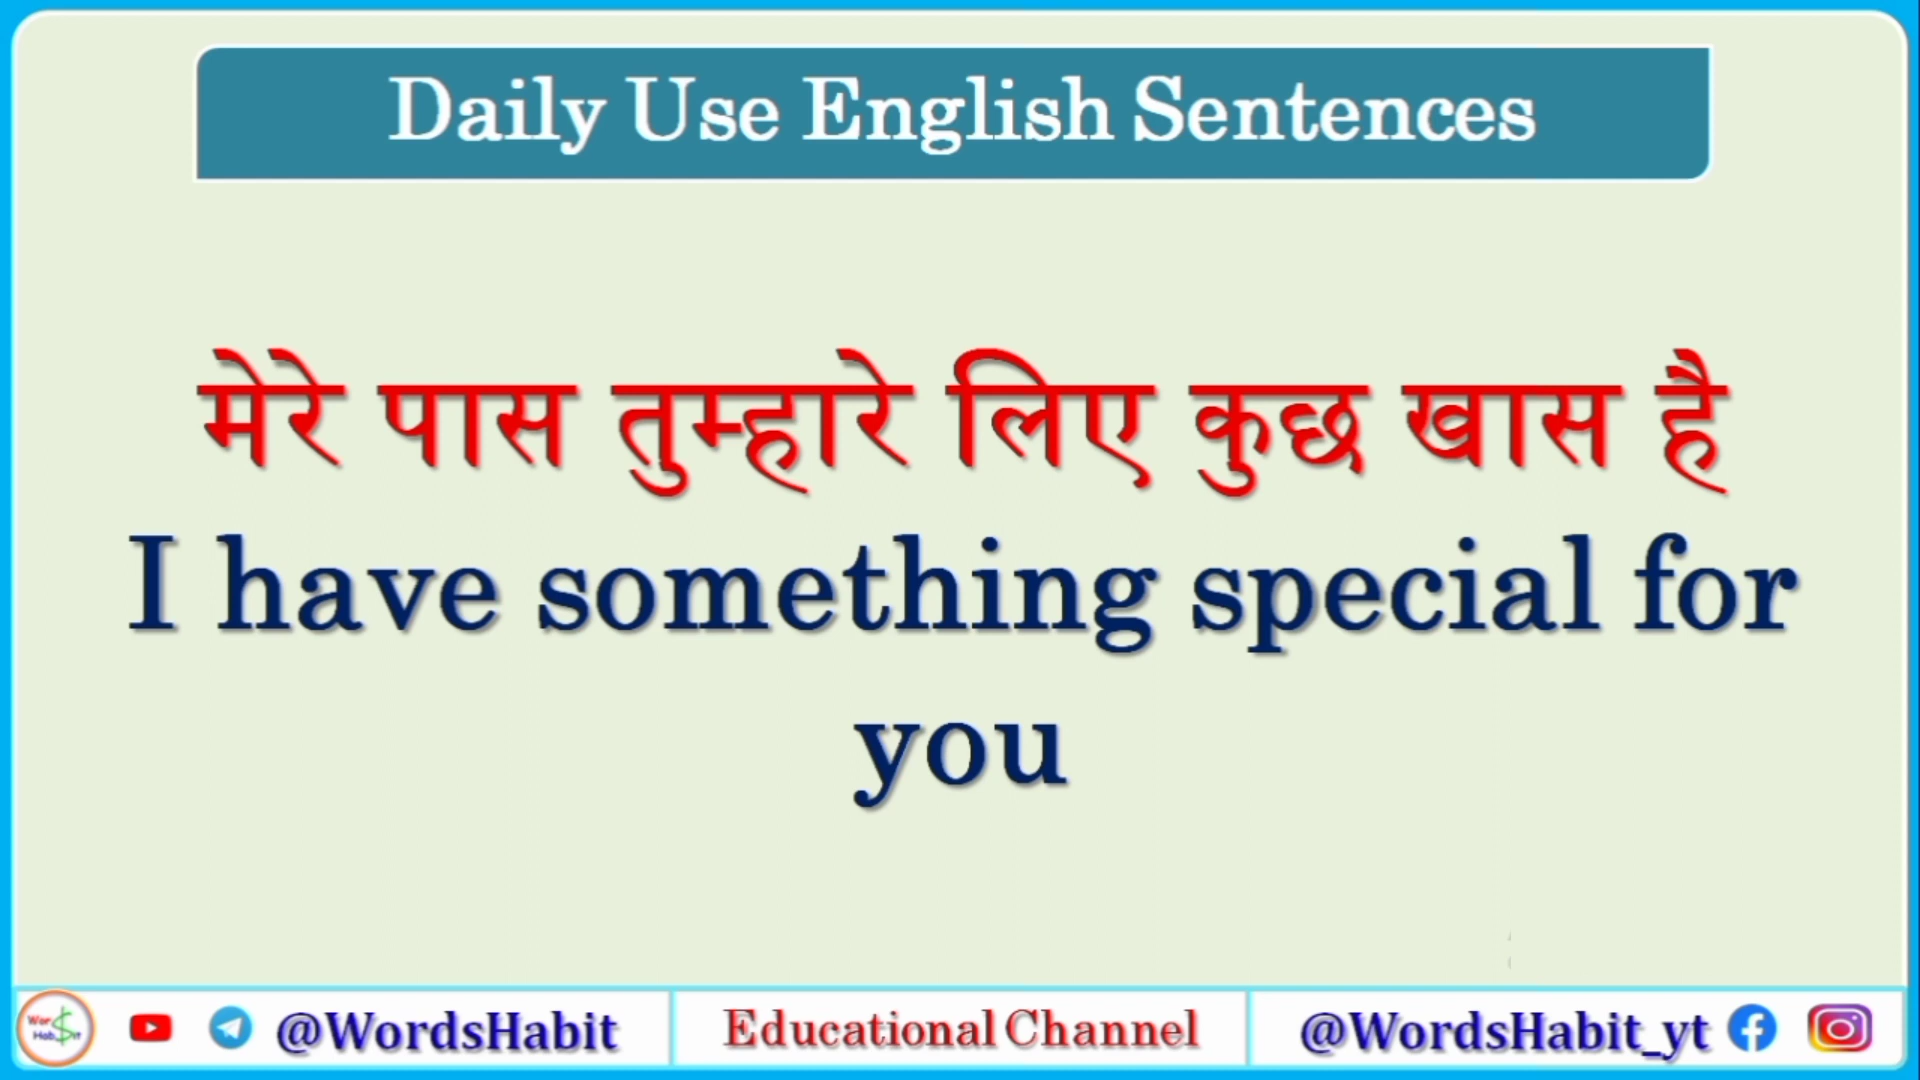 Daily Use English Sentences
मेरे पास तुम्हारे लिए कुछ खास है
I have something special for
you
@WordsHabit
Educational Channel
@WordsHabit_yt